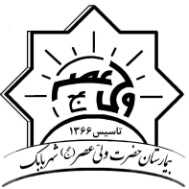 ولی عصر
عج
تاسیس ۱۳۶۶
بیمارستان حضرت ولی عصر (عج) شهربابک